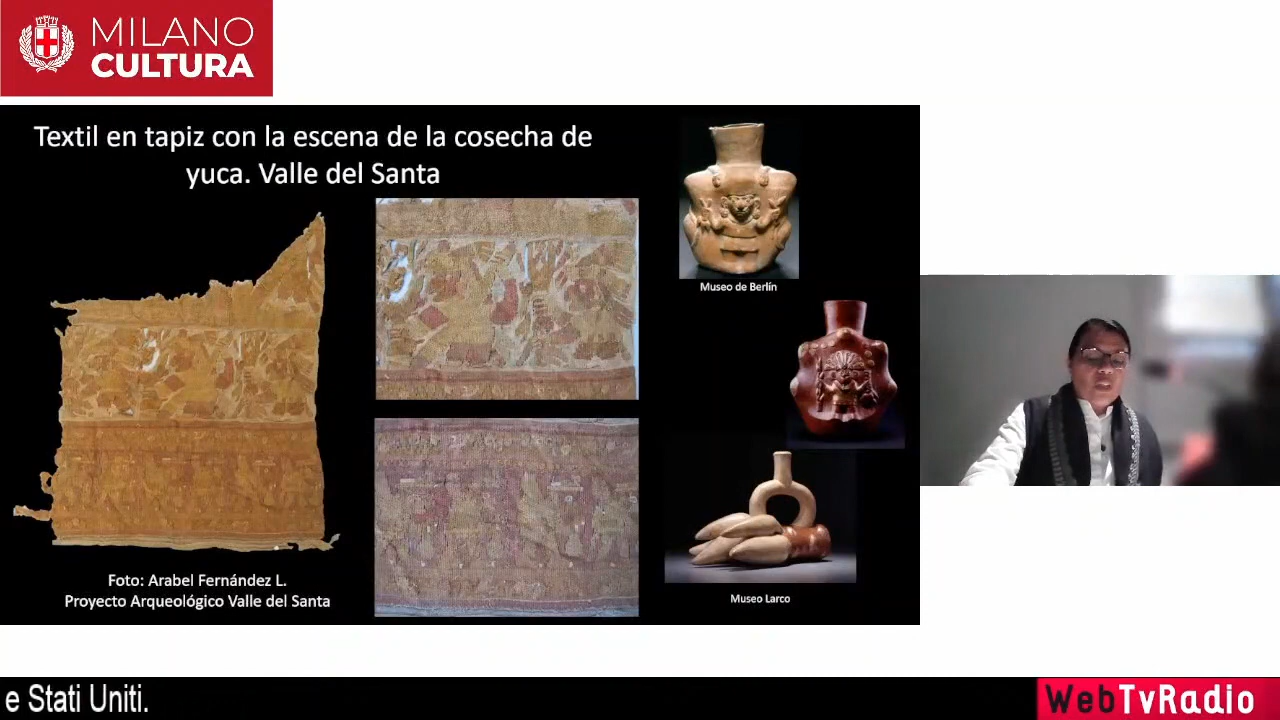 MILANO
CULTURA
Textil en tapiz con la escena de la cosecha de
yuca. Valle del Santa
Museo de Berlín
Foto: Arabel Fernández L.
Proyecto Arqueológico Valle del Santa
Museo Larco
e Stati Uniti.
WebTvRadio